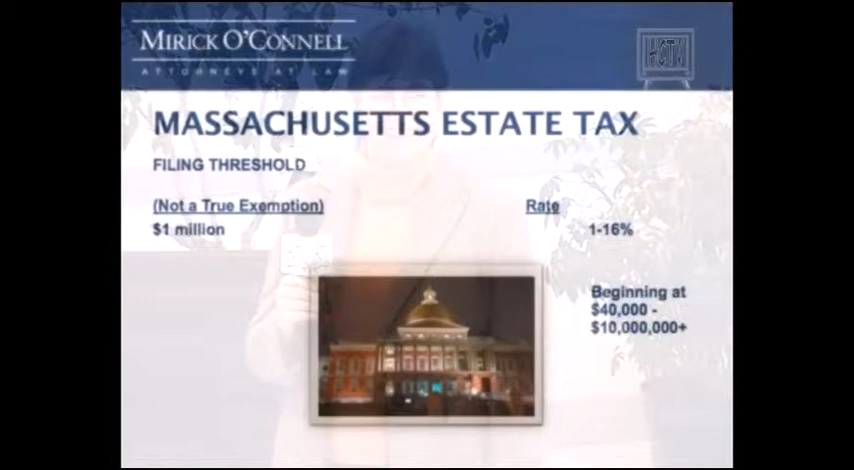 MIRICK O'CONNELL
ATTORNEYS AT LAW
HCTV
MASSACHUSETTS ESTATE TAX
FILING THRESHOLD
(Not a True Exemption) Rate
$1 million 1-16%
Beginning at
$40,000 -
$10,000,000+